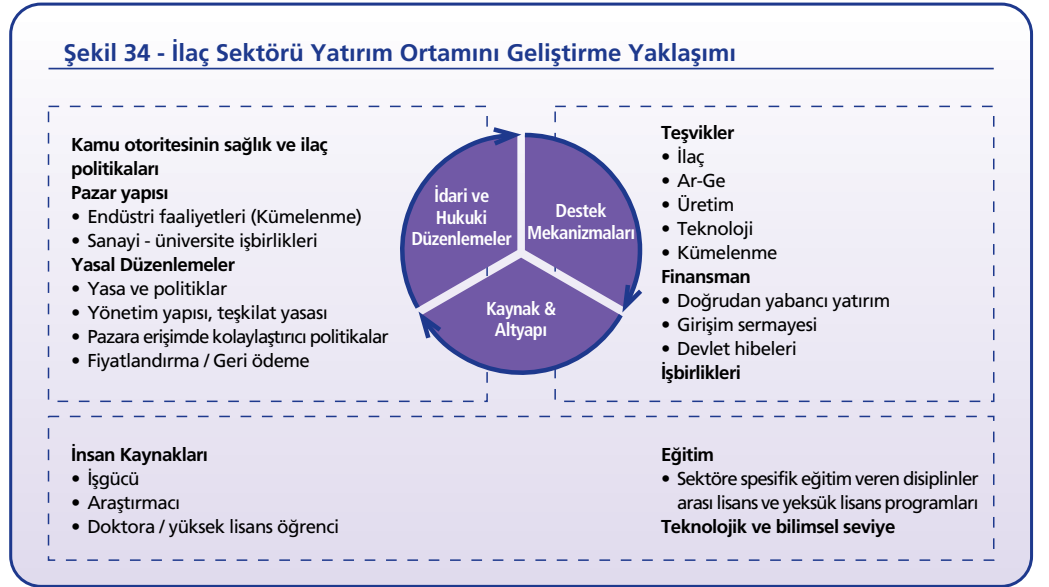 Şekil 34 - İlaç Sektörü Yatırım Ortamını Geliştirme Yaklaşımı
Kamu otoritesinin sağlık ve ilaç
politikaları
Pazar yapısı
• Endüstri faaliyetleri (Kümelenme)
• Sanayi - üniversite işbirlikleri
Yasal Düzenlemeler
• Yasa ve politiklar
• Yönetim yapısı, teşkilat yasası
• Pazara erişimde kolaylaştırıcı politikalar
• Fiyatlandırma / Geri ödeme
İdari ve
Hukuki
Düzenlemeler
Destek
Mekanizmaları
Kaynak &
Altyapı
Teşvikler
• İlaç
• Ar-Ge
• Üretim
• Teknoloji
• Kümelenme
Finansman
• Doğrudan yabancı yatırım
• Girişim sermayesi
• Devlet hibeleri
İşbirlikleri
İnsan Kaynakları
• İşgücü
• Araştırmacı
• Doktora / yüksek lisans öğrenci
Eğitim
• Sektöre spesifik eğitim veren disiplinler
arası lisans ve yeksük lisans programları
Teknolojik ve bilimsel seviye